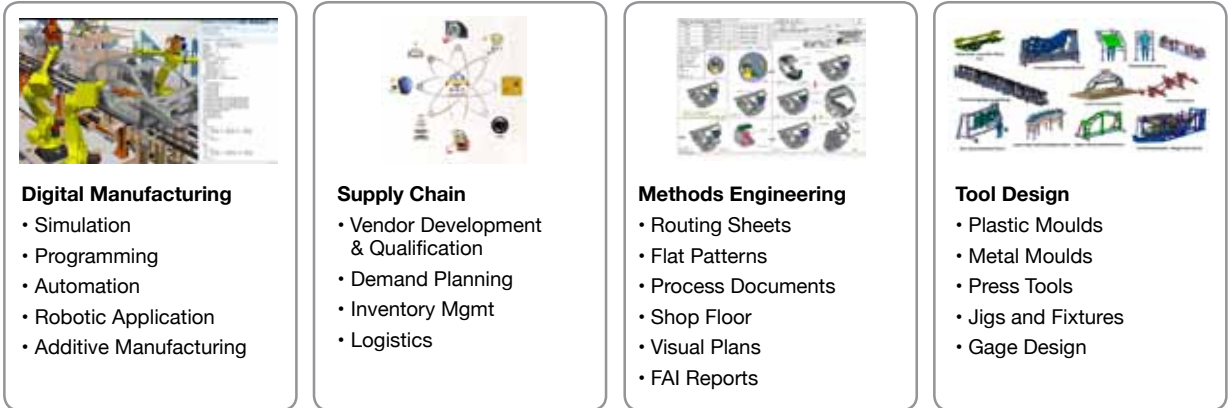 Digital Manufacturing
• Simulation
• Programming
• Automation
• Robotic Application
• Additive Manufacturing
Supply Chain
• Vendor Development
& Qualification
• Demand Planning
• Inventory Mgmt
• Logistics
Methods Engineering
• Routing Sheets
• Flat Patterns
• Process Documents
• Shop Floor
• Visual Plans
• FAI Reports
Tool Design
• Plastic Moulds
• Metal Moulds
• Press Tools
• Jigs and Fixtures
• Gage Design